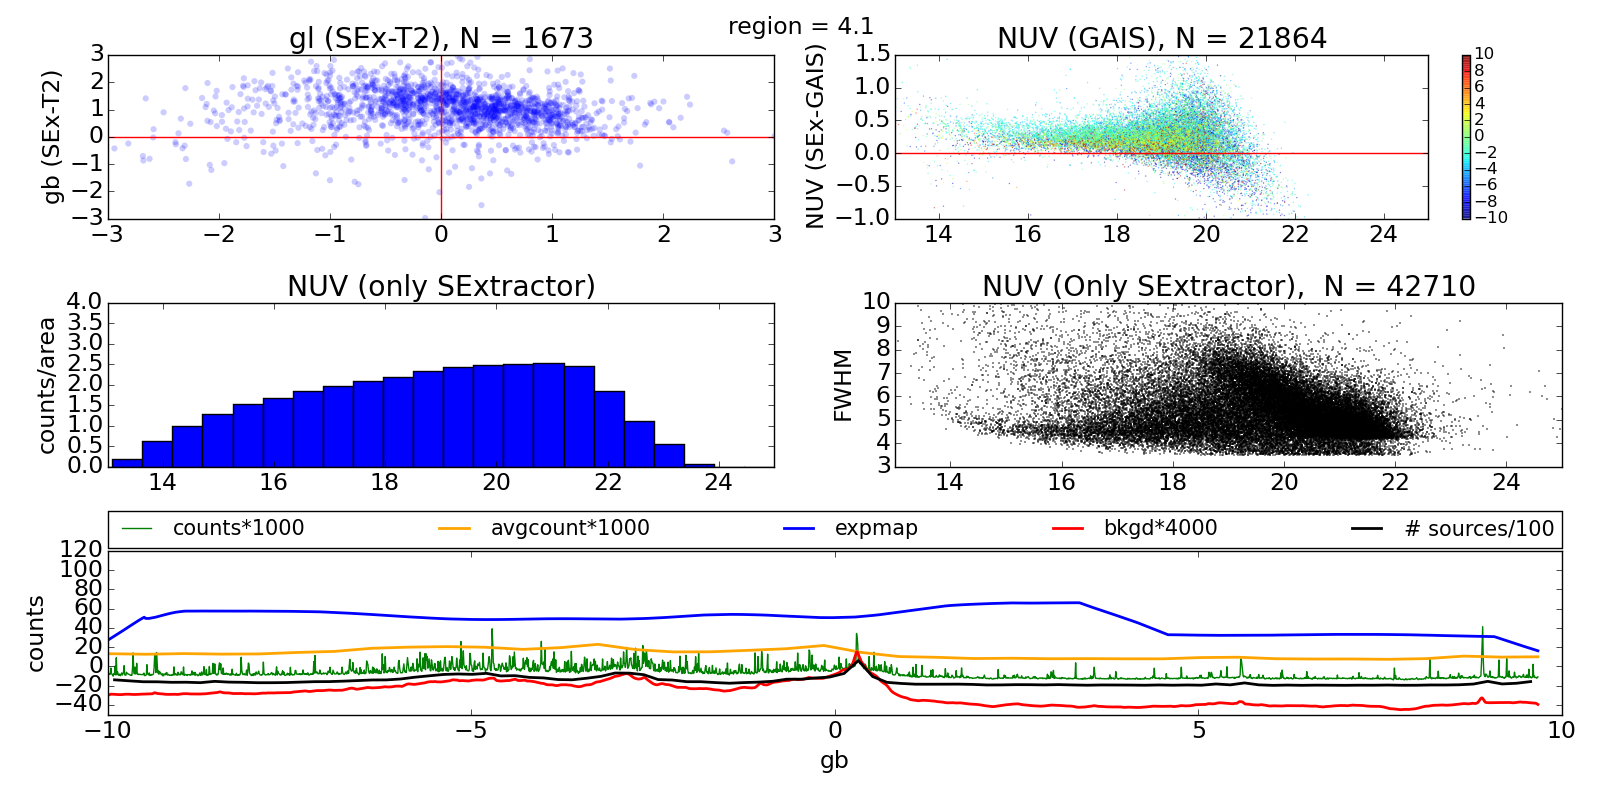 region = 4.1
gl (SEx-T2), N = 1673
gb (SEx-T2)
3
2
1
0
−1
−2
−3
−3 −2 −1 0 1 2 3
NUV (GAIS), N = 21864
NUV (SEx-GAIS)
1.5
1.0
0.5
0.0
−0.5
−1.0
14 16 18 20 22 24
10
8
6
4
2
0
−2
−4
−6
−8
−10
NUV (only SExtractor)
counts/area
4.0
3.5
3.0
2.5
2.0
1.5
1.0
0.5
0.0
14 16 18 20 22 24
NUV (Only SExtractor), N = 42710
FWHM
10
9
8
7
6
5
4
3
14 16 18 20 22 24
counts*1000 avgcount*1000 expmap bkgd*4000 # sources/100
counts
120
100
80
60
40
20
0
−20
−40
−10 −5 0 5 10
gb